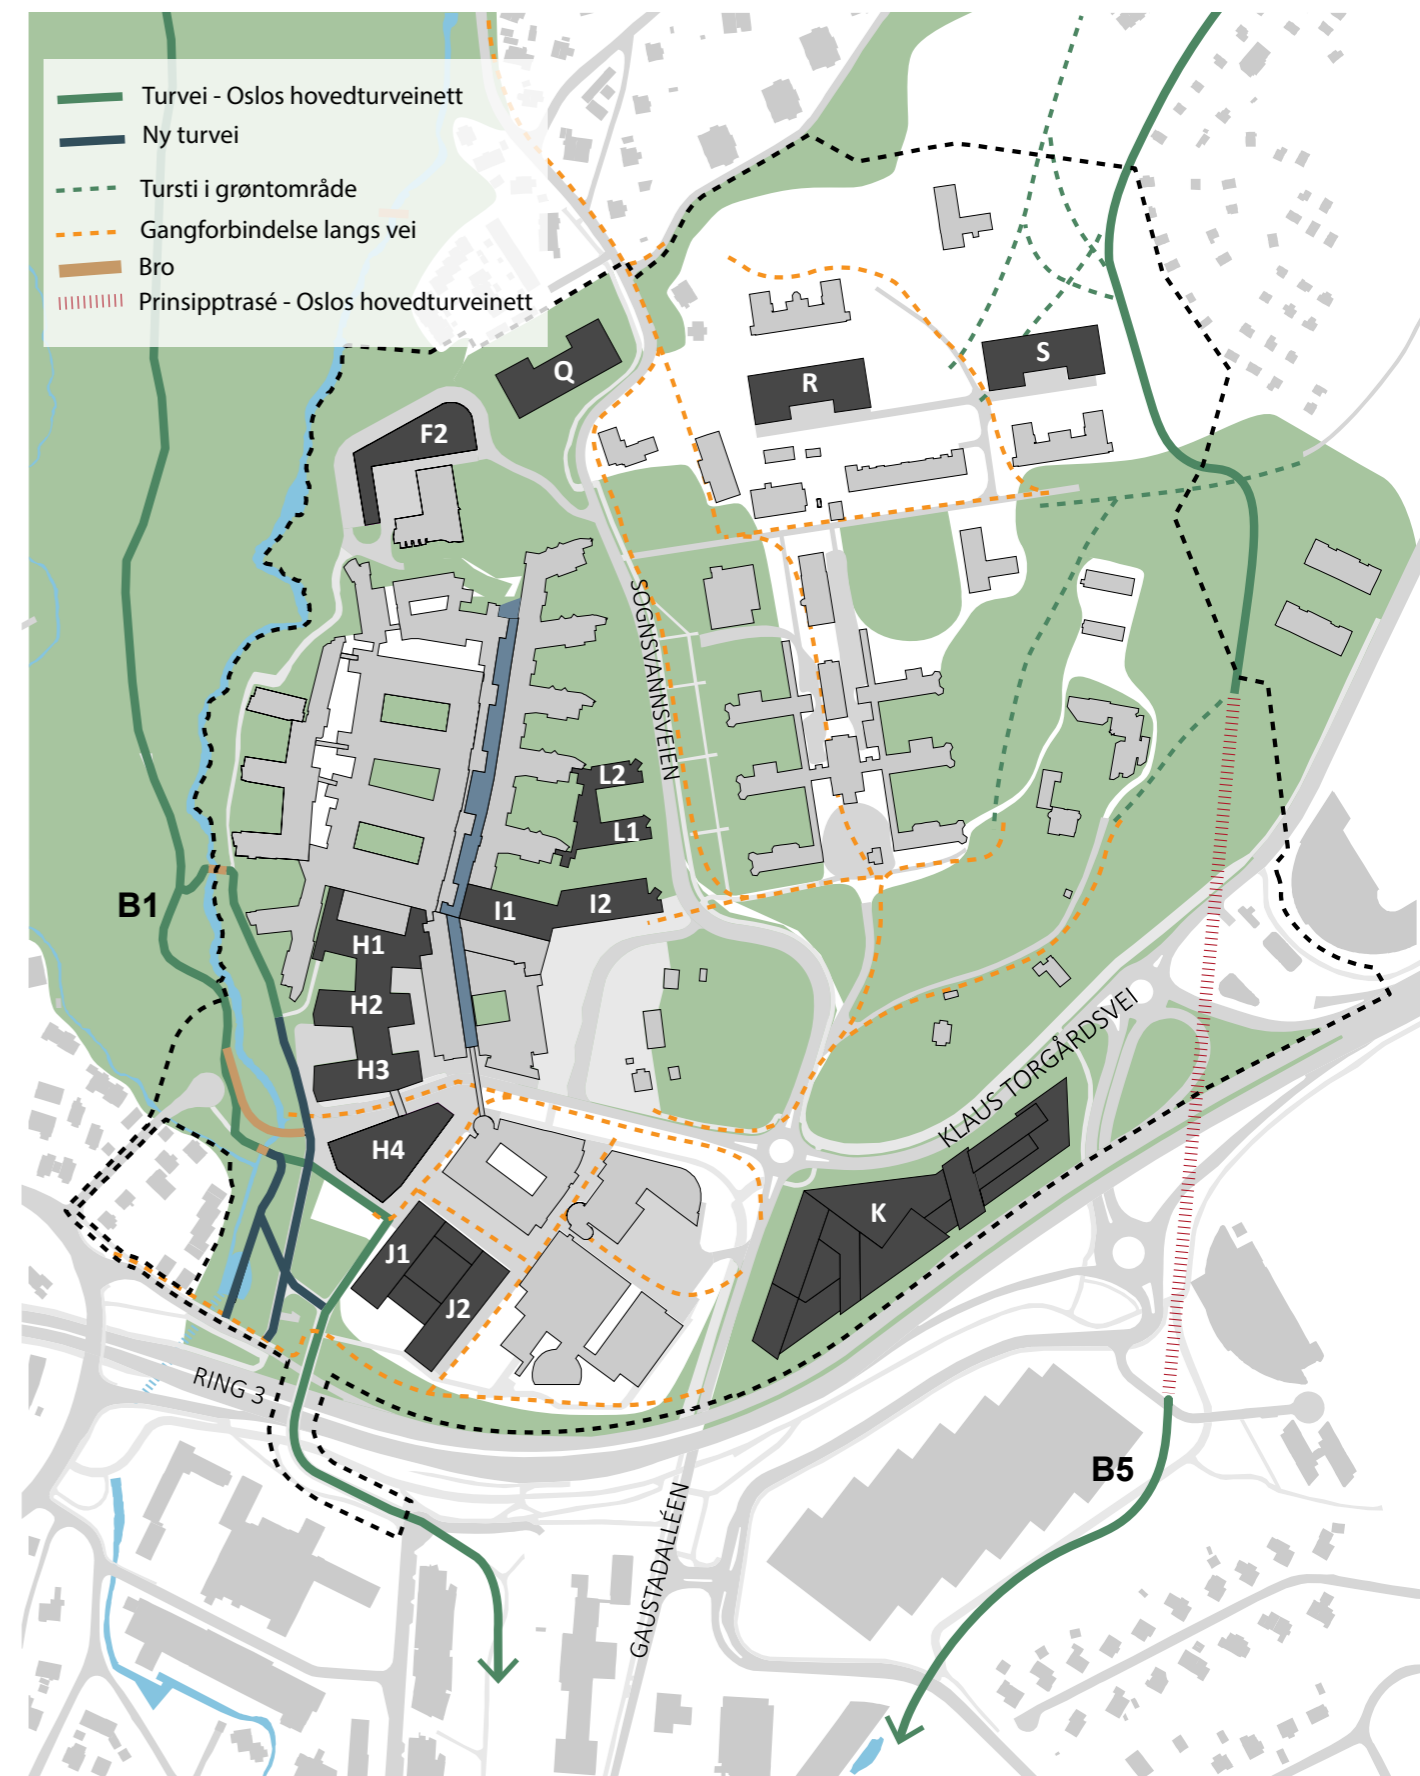 Turvei - Oslos hovedturveinett
Ny turvei
Tursti i grøntområde
Gangforbindelse langs vei
Bro
Prinsipptrasé - Oslos hovedturveinett
Q
S
R
F2
SOGNSVANNSVEIEN
L2
L1
B1
I1
I2
H1
H2
H3
H4
KLAUS TORGÅRDSVEI
K
J1
J2
RING 3
B5
GAUSTADALLÉEN